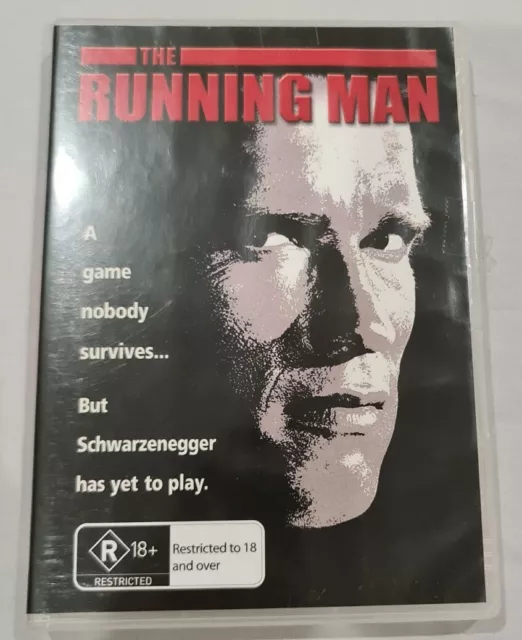 THE
RUNNING MAN
A
game
nobody
survives...
But
Schwarzenegger
has yet to play.
R 18+
RESTRICTED
Restricted to 18
and over